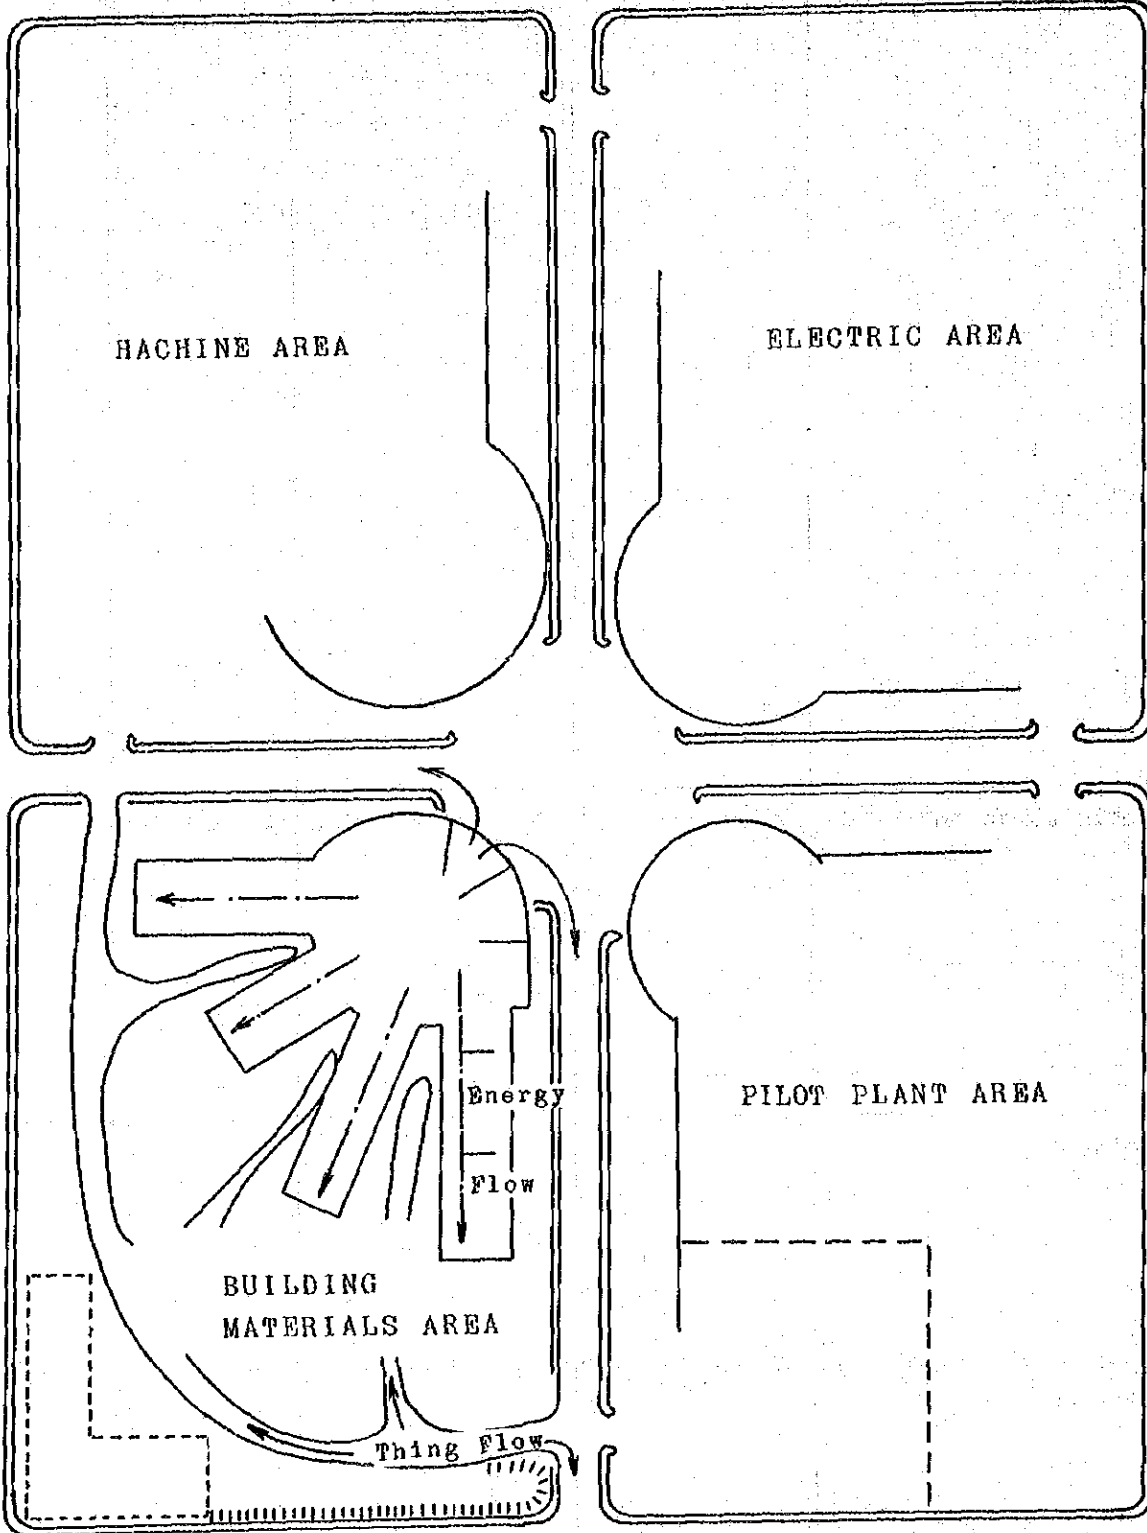 HACHINE AREA
ELECTRIC AREA
Energy
PILOT PLANT AREA
Flow
BUILDING
MATERIALS AREA
Thing Flow